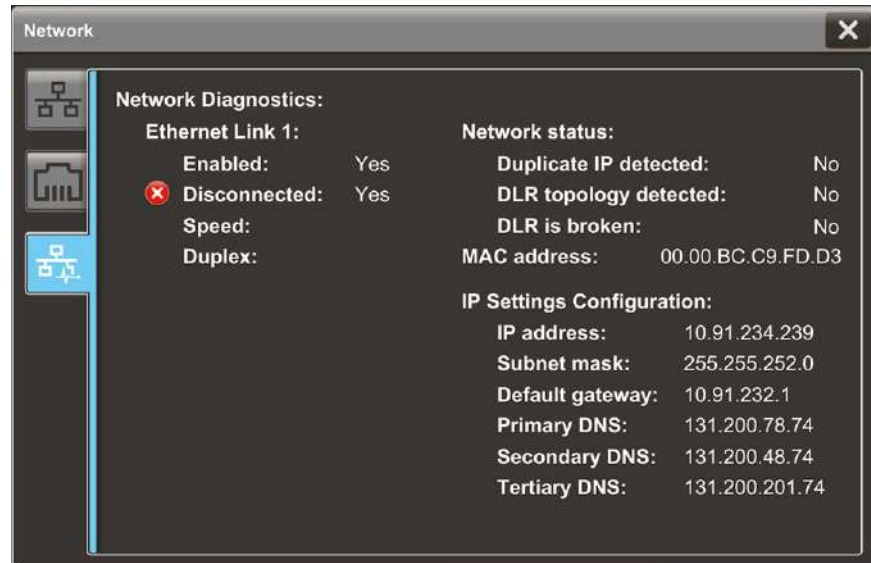 Network
Network Diagnostics:
Ethernet Link 1:
Enabled: Yes
Disconnected: Yes
Speed:
Duplex:
Network status:
Duplicate IP detected: No
DLR topology detected: No
DLR is broken: No
MAC address: 00.00.BC.C9.FD.D3
IP Settings Configuration:
IP address: 10.91.234.239
Subnet mask: 255.255.252.0
Default gateway: 10.91.232.1
Primary DNS: 131.200.78.74
Secondary DNS: 131.200.48.74
Tertiary DNS: 131.200.201.74